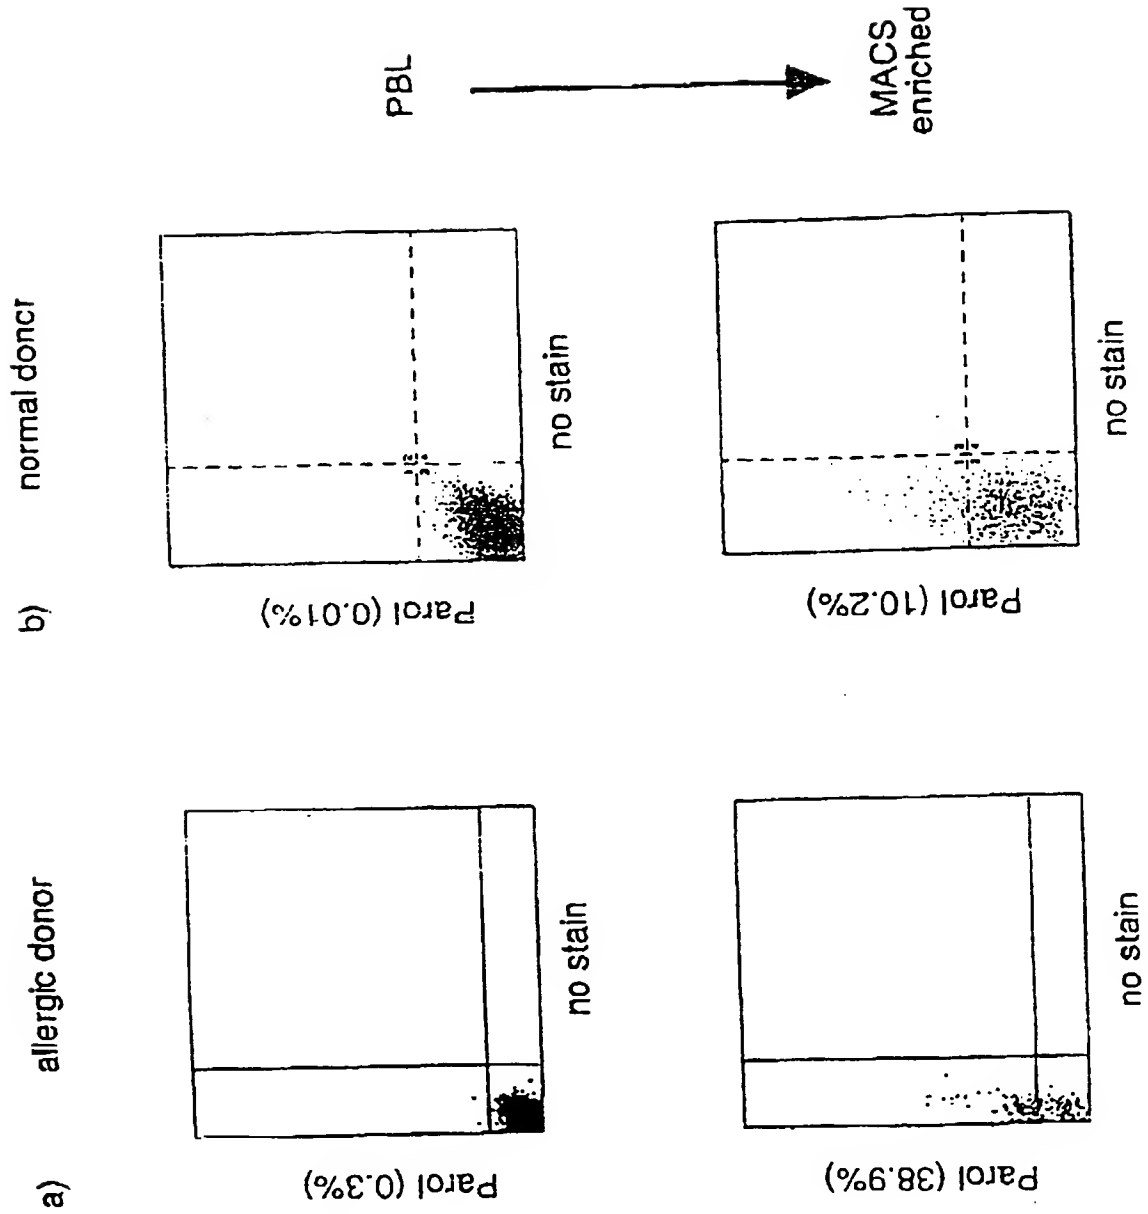 a)
allergic donor
Parol (0.3%)
no stain
Parol (38.9%)
no stain
b)
normal donor
Parol (0.01%)
no stain
Parol (10.2%)
no stain
PBL
MACS
enriched